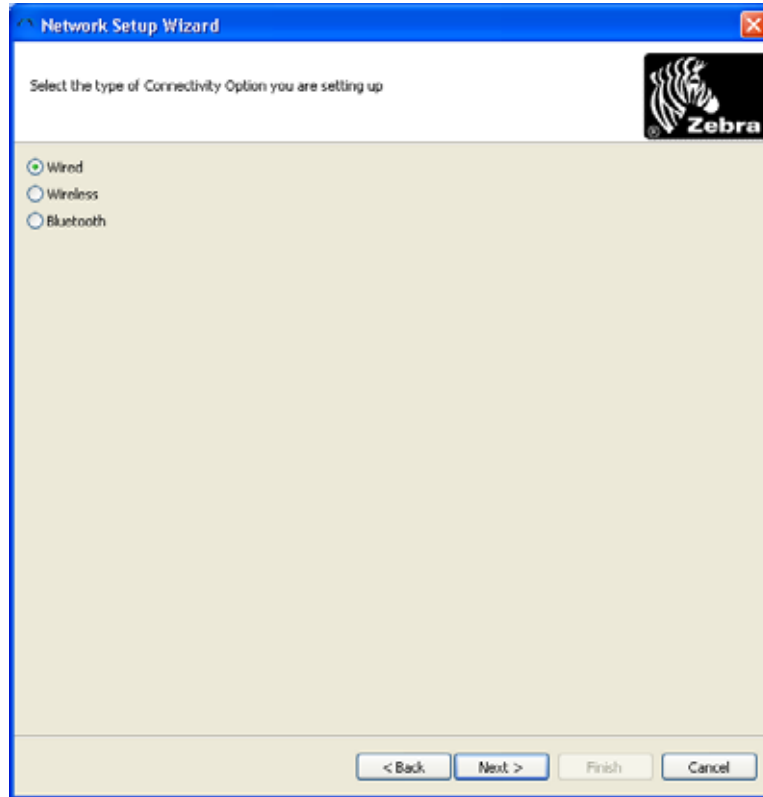 Network Setup Wizard
Select the type of Connectivity Option you are setting up
® Zebra
Wired
Wireless
Bluetooth
< Back Next > Finish Cancel